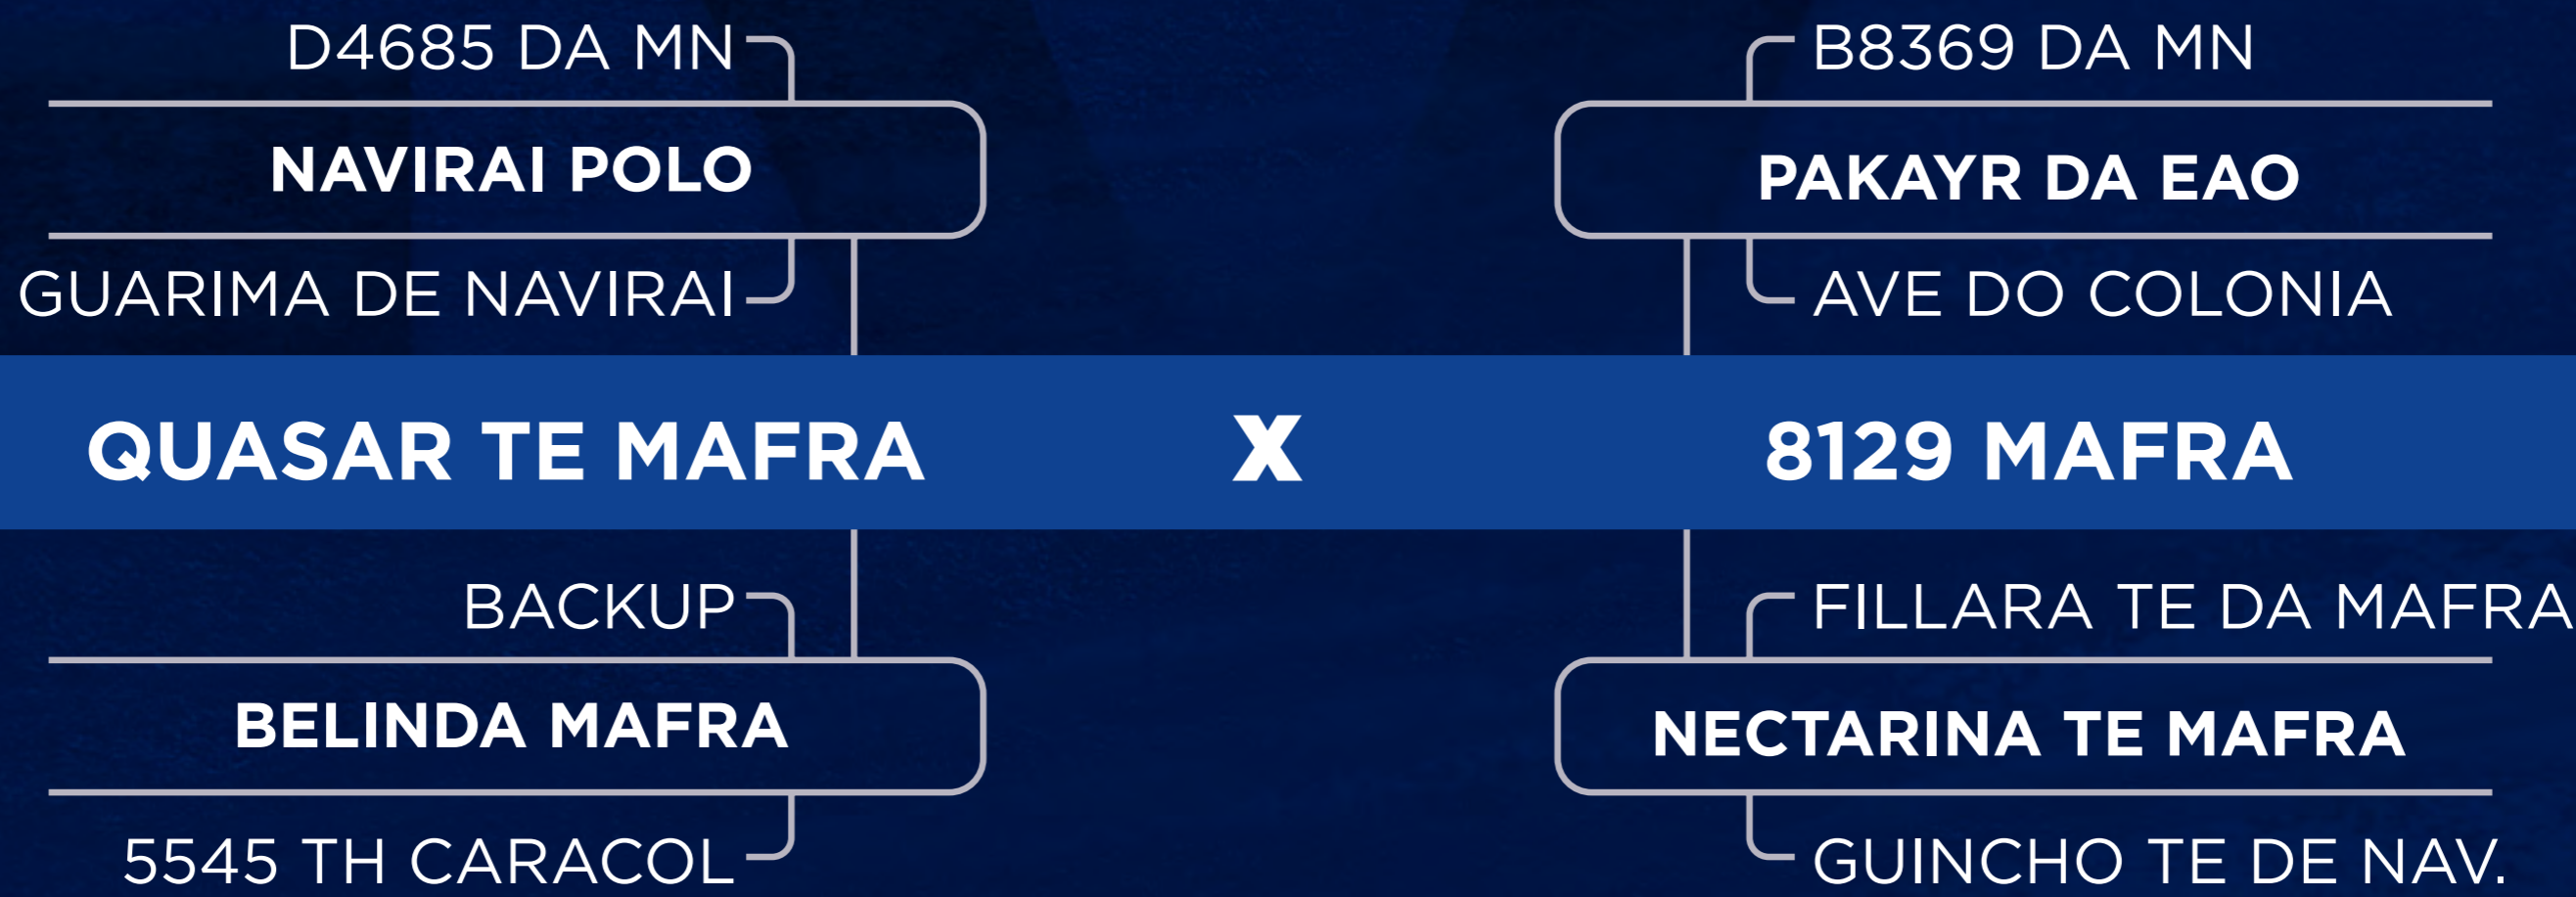 D4685 DA MN
NAVIRAI POLO
GUARIMA DE NAVIRAI
B8369 DA MN
PAKAYR DA EAO
AVE DO COLONIA
QUASAR TE MAFRA X 8129 MAFRA
BACKUP
BELINDA MAFRA
5545 TH CARACOL
FILLARA TE DA MAFRA
NECTARINA TE MAFRA
GUINCHO TE DE NAV.